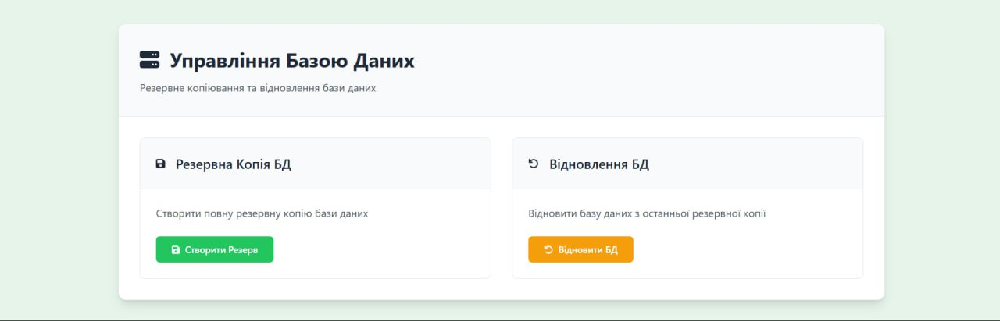 Управління Базою Даних
Резервне копіювання та відновлення бази даних
Резервна Копія БД
Створити повну резервну копію бази даних
Створити Резерв
Відновлення БД
Відновити базу даних з останньої резервної копії
Відновити БД